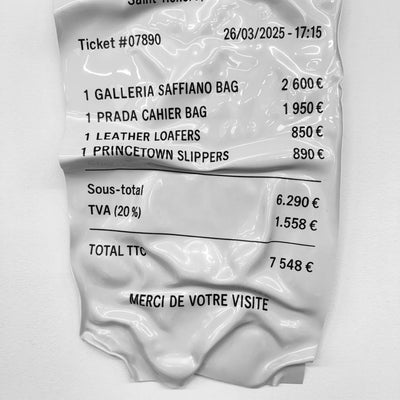 Ticket #07890 26/03/2025 - 17:15
1 GALLERIA SAFFIANO BAG 2 600 €
1 PRADA CAHIER BAG 1 950 €
1 LEATHER LOAFERS 850 €
1 PRINCETOWN SLIPPERS 890 €
Sous-total 6.290 €
TVA (20 %) 1.558 €
TOTAL TTC 7 548 €
MERCI DE VOTRE VISITE